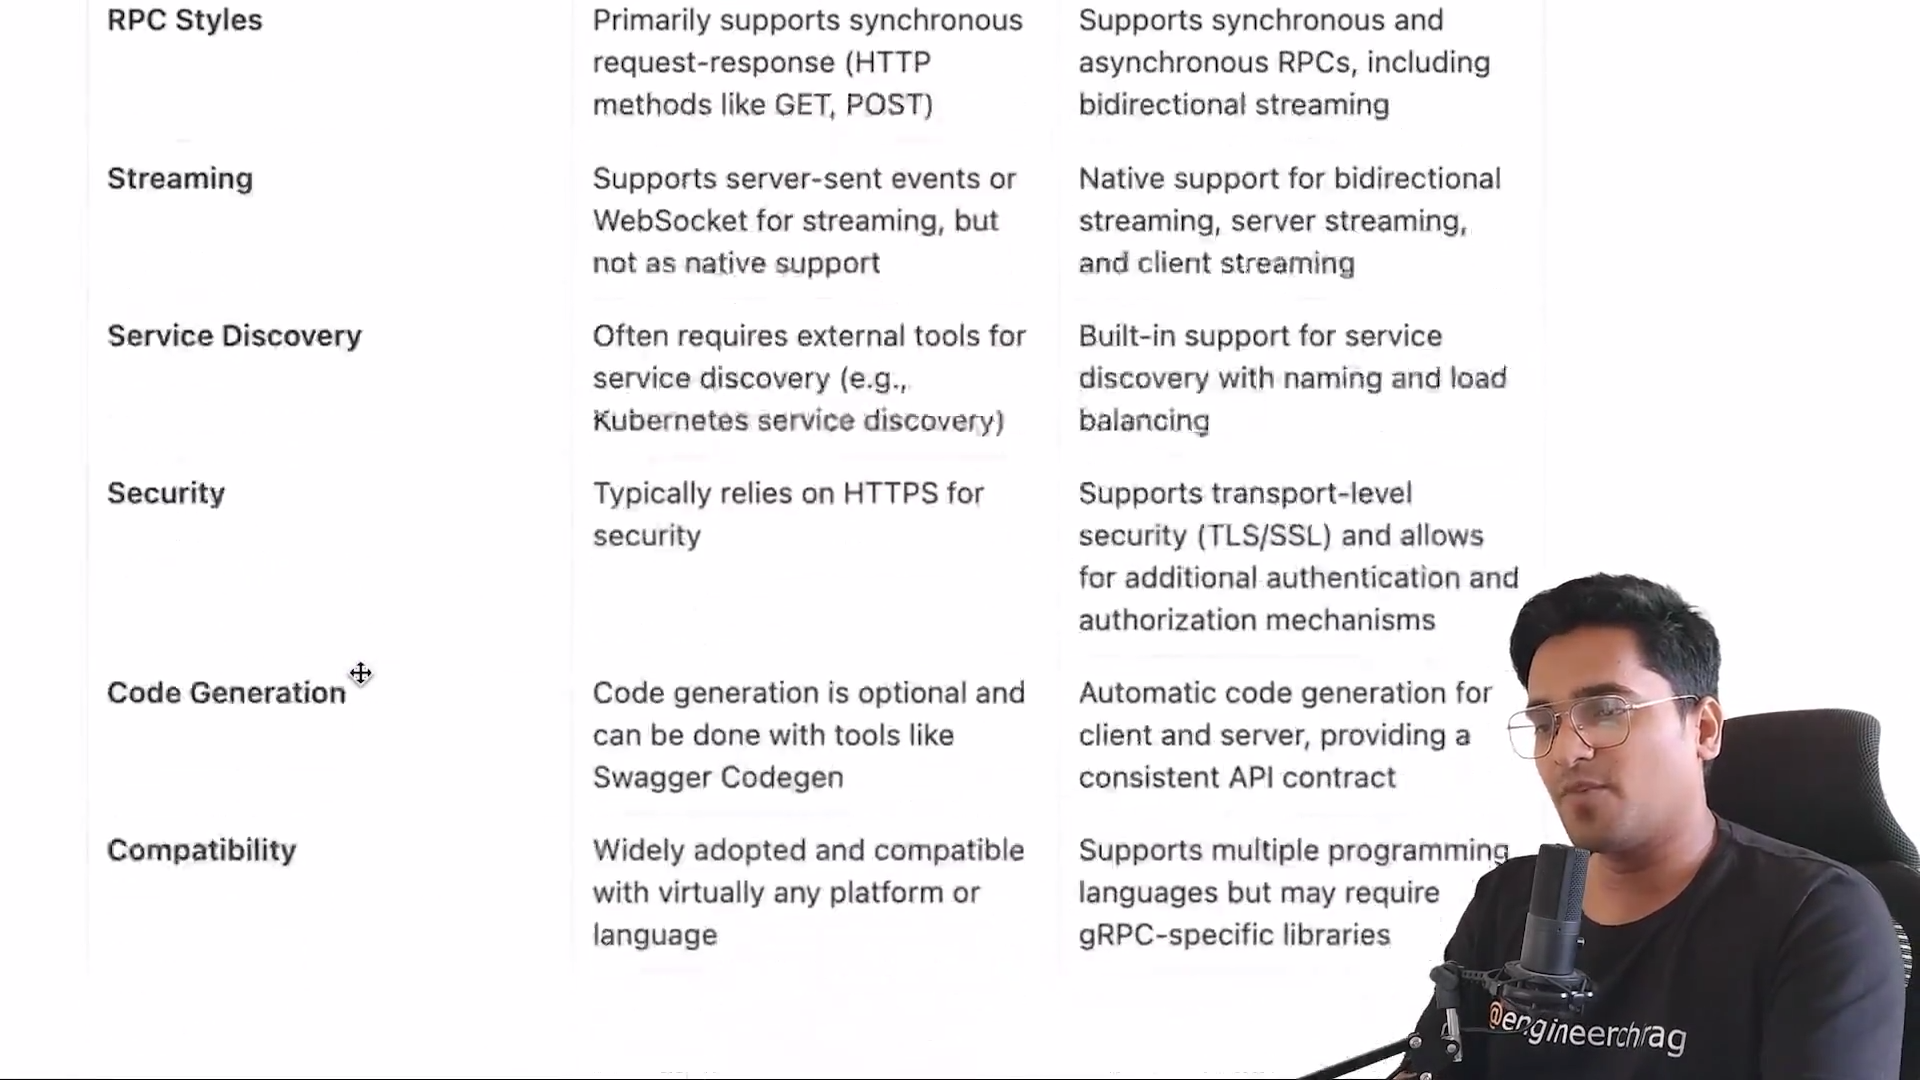 RPC Styles
Primarily supports synchronous
request-response (HTTP
methods like GET, POST)
Supports synchronous and
asynchronous RPCs, including
bidirectional streaming
Streaming
Supports server-sent events or
WebSocket for streaming, but
not as native support
Native support for bidirectional
streaming, server streaming,
and client streaming
Service Discovery
Often requires external tools for
service discovery (e.g.,
Kubernetes service discovery)
Built-in support for service
discovery with naming and load
balancing
Security
Typically relies on HTTPS for
security
Supports transport-level
security (TLS/SSL) and allows
for additional authentication and
authorization mechanisms
Code Generation
Code generation is optional and
can be done with tools like
Swagger Codegen
Automatic code generation for
client and server, providing a
consistent API contract
Compatibility
Widely adopted and compatible
with virtually any platform or
language
Supports multiple programming
languages but may require
gRPC-specific libraries
@engineerchirag